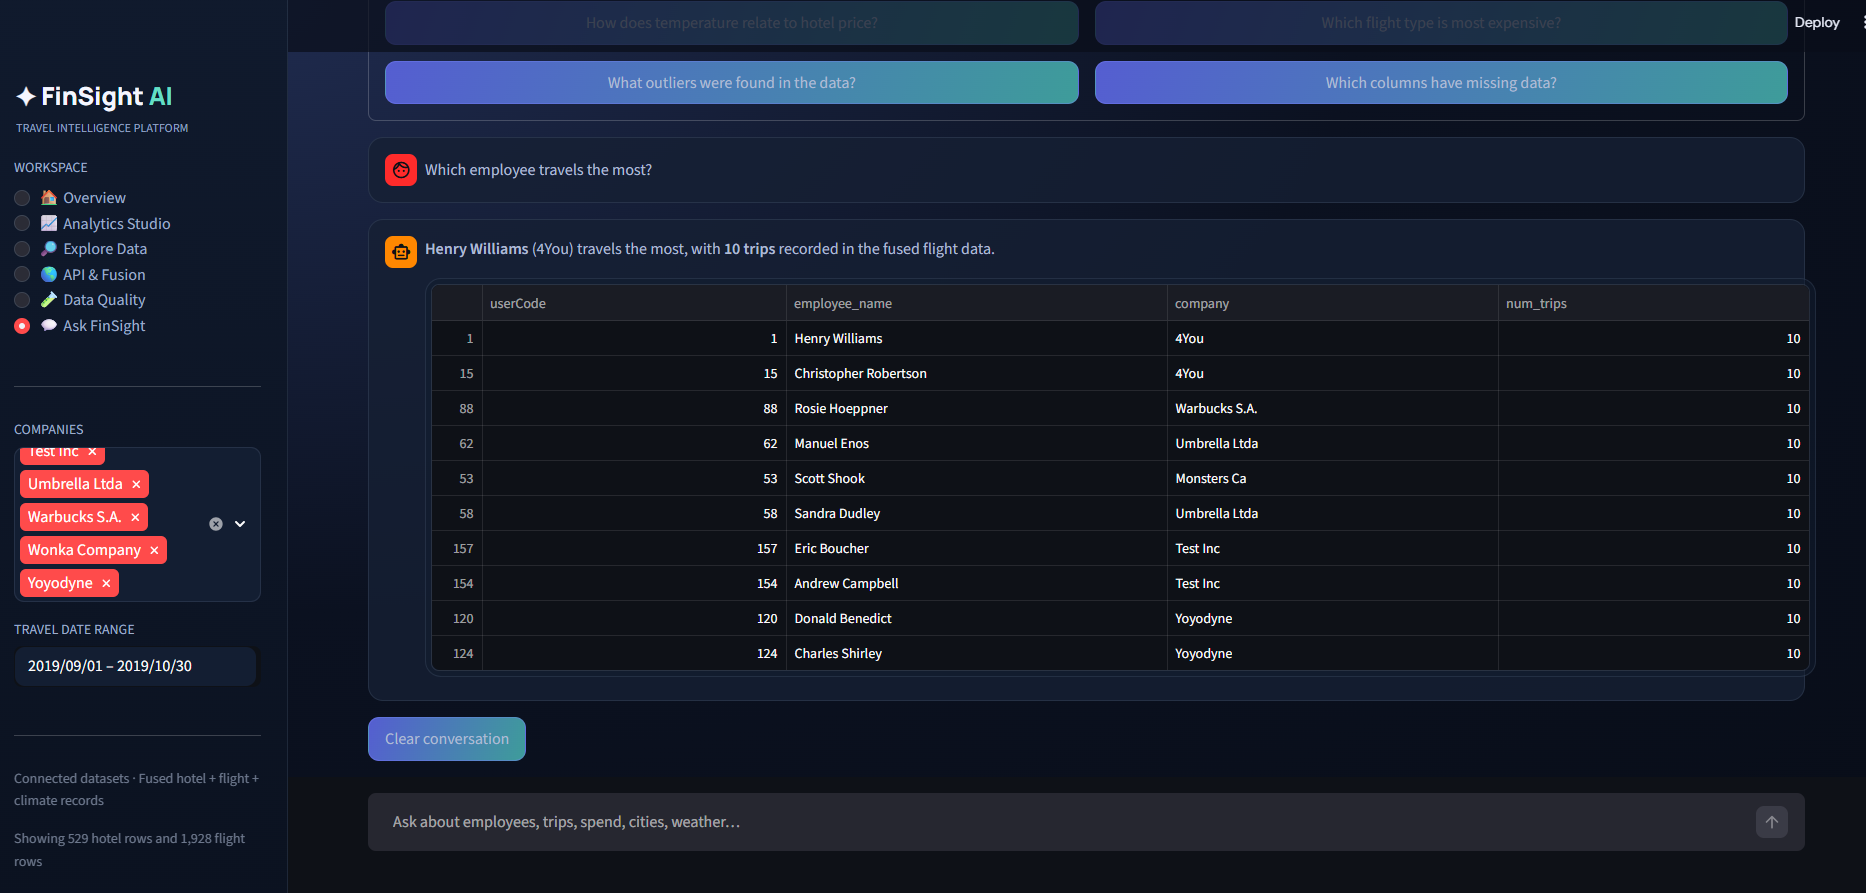 How does temperature relate to hotel price?
Which flight type is most expensive?
Deploy
What outliers were found in the data?
Which columns have missing data?
FinSight AI
TRAVEL INTELLIGENCE PLATFORM
WORKSPACE
Overview
Analytics Studio
Explore Data
API & Fusion
Data Quality
Ask FinSight
COMPANIES
Test Inc ×
Umbrella Ltda ×
Warbucks S.A. ×
Wonka Company ×
Yoyodyne ×
TRAVEL DATE RANGE
2019/09/01 – 2019/10/30
Connected datasets · Fused hotel + flight +
climate records
Showing 529 hotel rows and 1,928 flight
rows
Which employee travels the most?
Henry Williams (4You) travels the most, with 10 trips recorded in the fused flight data.
userCode employee_name company num_trips
1 1 Henry Williams 4You 10
15 15 Christopher Robertson 4You 10
88 88 Rosie Hoeppner Warbucks S.A. 10
62 62 Manuel Enos Umbrella Ltda 10
53 53 Scott Shook Monsters Ca 10
58 58 Sandra Dudley Umbrella Ltda 10
157 157 Eric Boucher Test Inc 10
154 154 Andrew Campbell Test Inc 10
120 120 Donald Benedict Yoyodyne 10
124 124 Charles Shirley Yoyodyne 10
Clear conversation
Ask about employees, trips, spend, cities, weather…